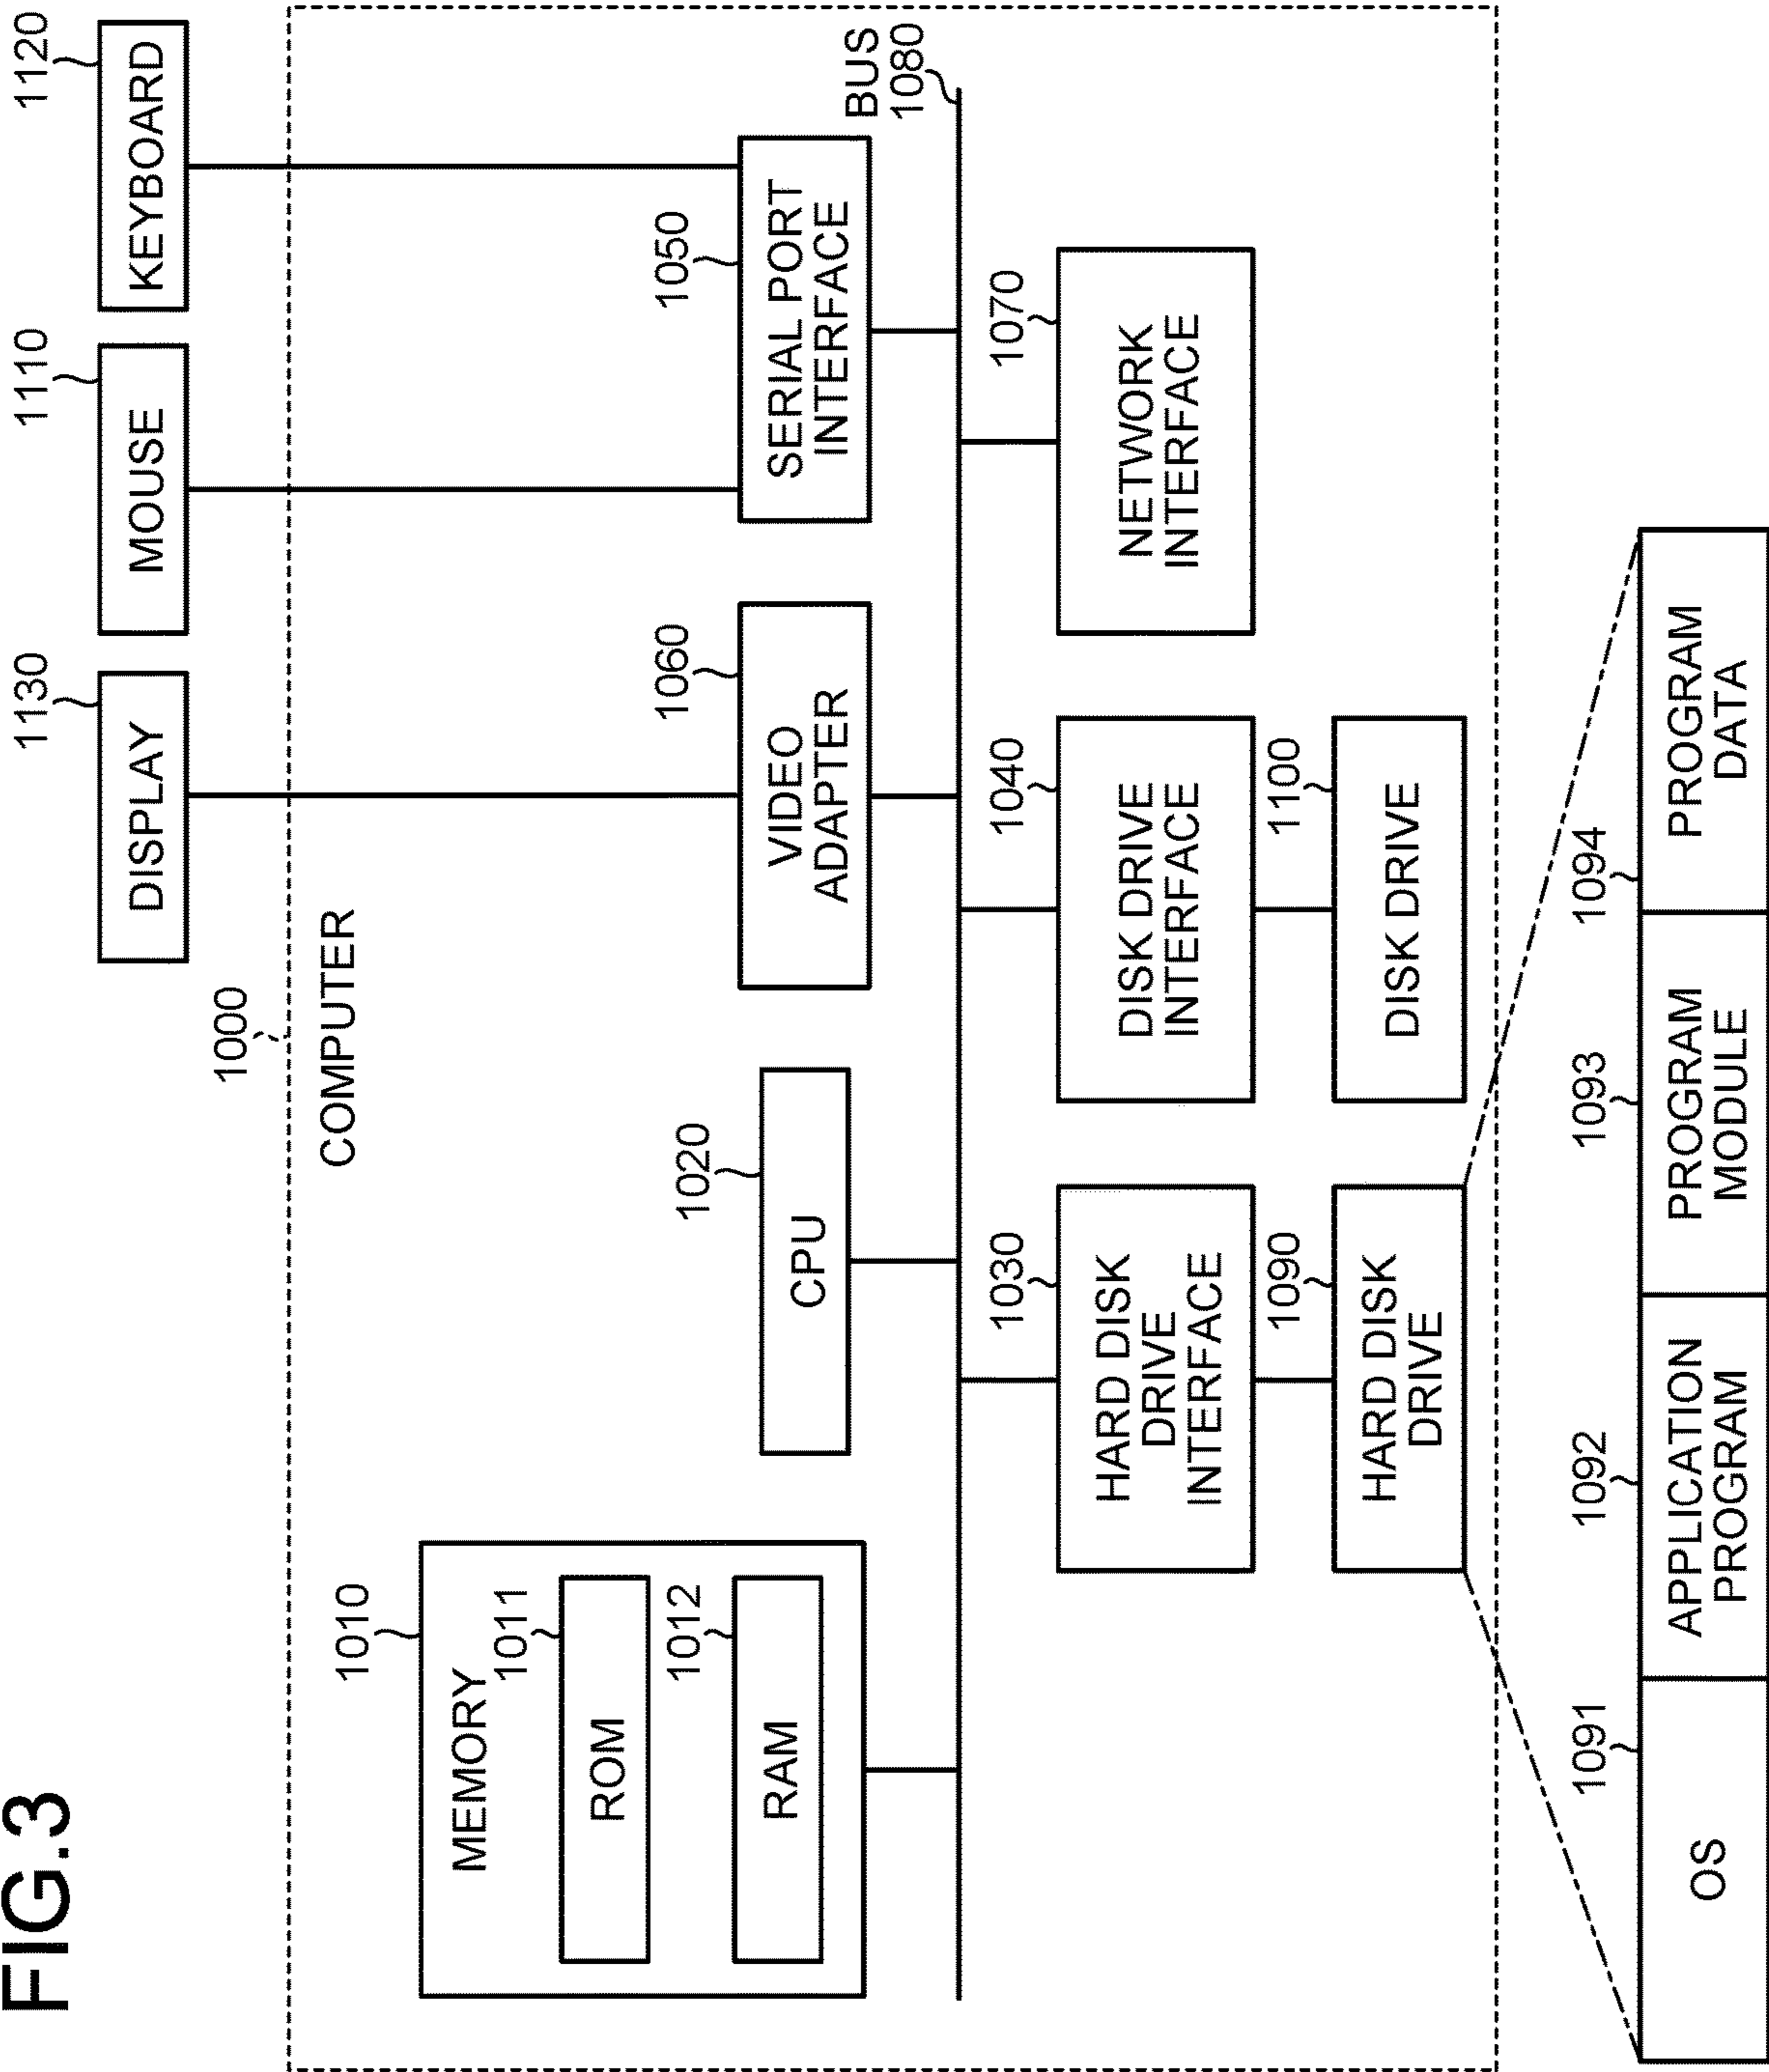 FIG.3
1130
1110
1120
DISPLAY
MOUSE
KEYBOARD
1000
COMPUTER
1010
MEMORY
1011
ROM
1012
RAM
1020
CPU
1060
VIDEO
ADAPTER
1050
SERIAL PORT
INTERFACE
BUS
1080
1030
HARD DISK
DRIVE
INTERFACE
1040
DISK DRIVE
INTERFACE
1070
NETWORK
INTERFACE
1090
HARD DISK
DRIVE
1100
DISK DRIVE
1091
OS
1092
APPLICATION
PROGRAM
1093
PROGRAM
MODULE
1094
PROGRAM
DATA